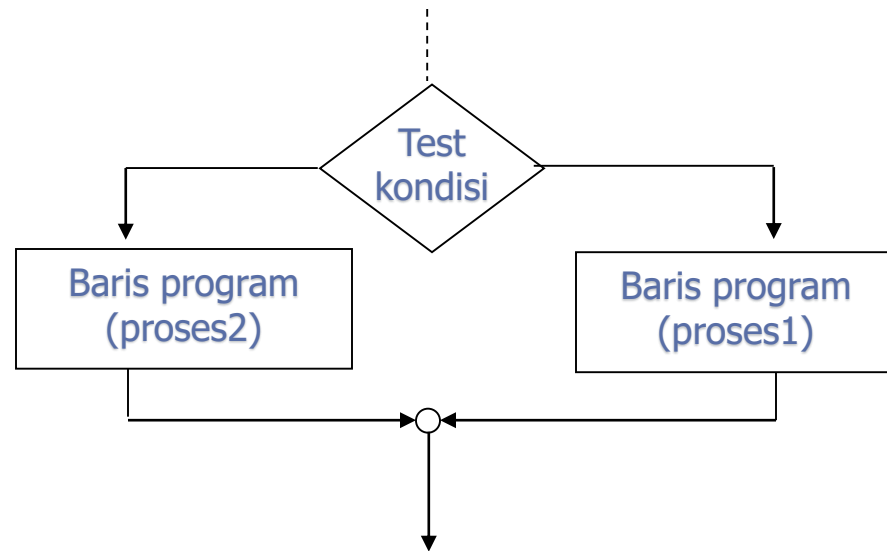 Test
kondisi
Baris program
(proses2)
Baris program
(proses1)